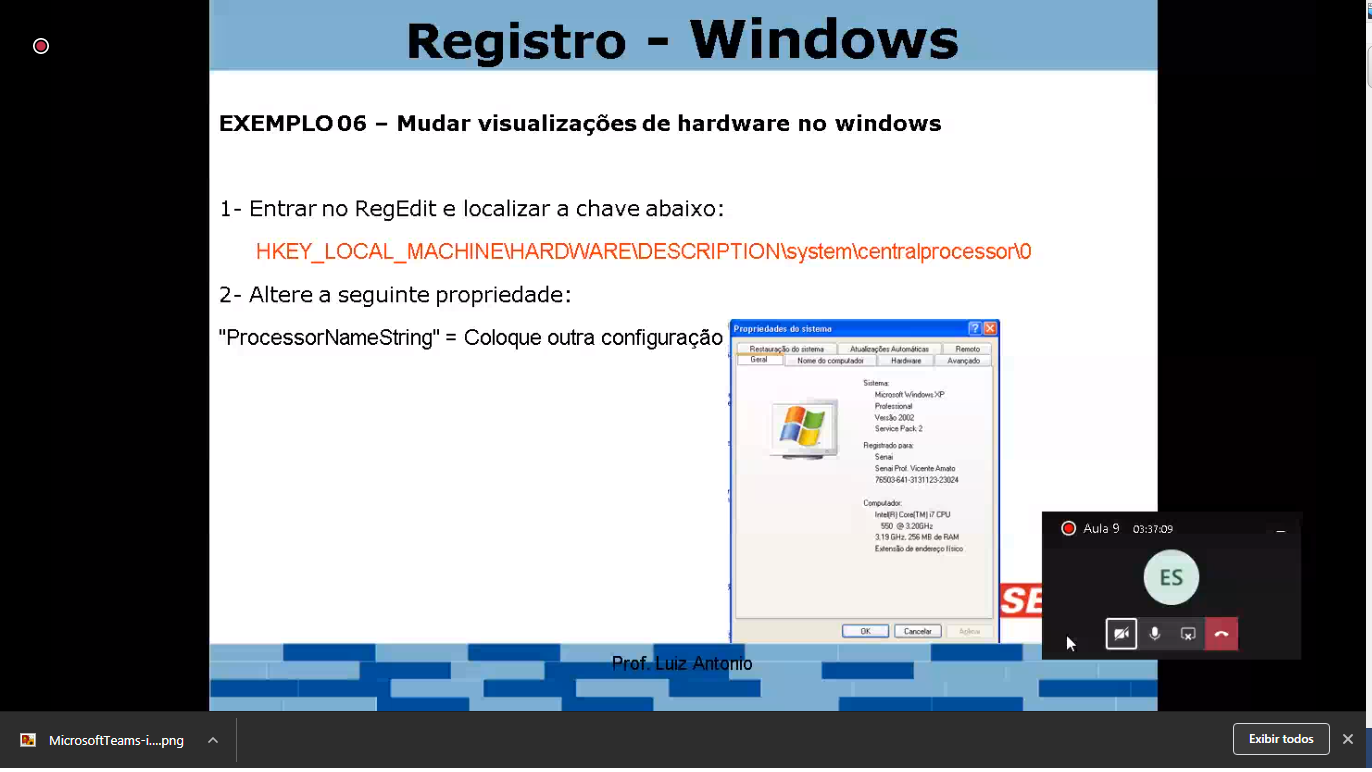 Registro - Windows
EXEMPLO 06 – Mudar visualizações de hardware no windows
1- Entrar no RegEdit e localizar a chave abaixo:
HKEY_LOCAL_MACHINE\HARDWARE\DESCRIPTION\system\centralprocessor\0
2- Altere a seguinte propriedade:
"ProcessorNameString" = Coloque outra configuração
Propriedades do sistema
Restauração do sistema Atualizações Automáticas Remoto
Geral Nome do computador Hardware Avançado
Sistema:
Microsoft Windows XP
Professional
Versão 2002
Service Pack 2
Registrado para:
Senai
Senai Prof. Vicente Amato
76503-641-3131123-23024
Computador:
Intel(R) Core(TM) i7 CPU
550 @ 3.20GHz
3.19 GHz, 256 MB de RAM
Extensão de endereço físico
OK Cancelar Aplicar
SE
Aula 9 03:37:09
ES
Prof. Luiz Antonio
MicrosoftTeams-i....png
Exibir todos